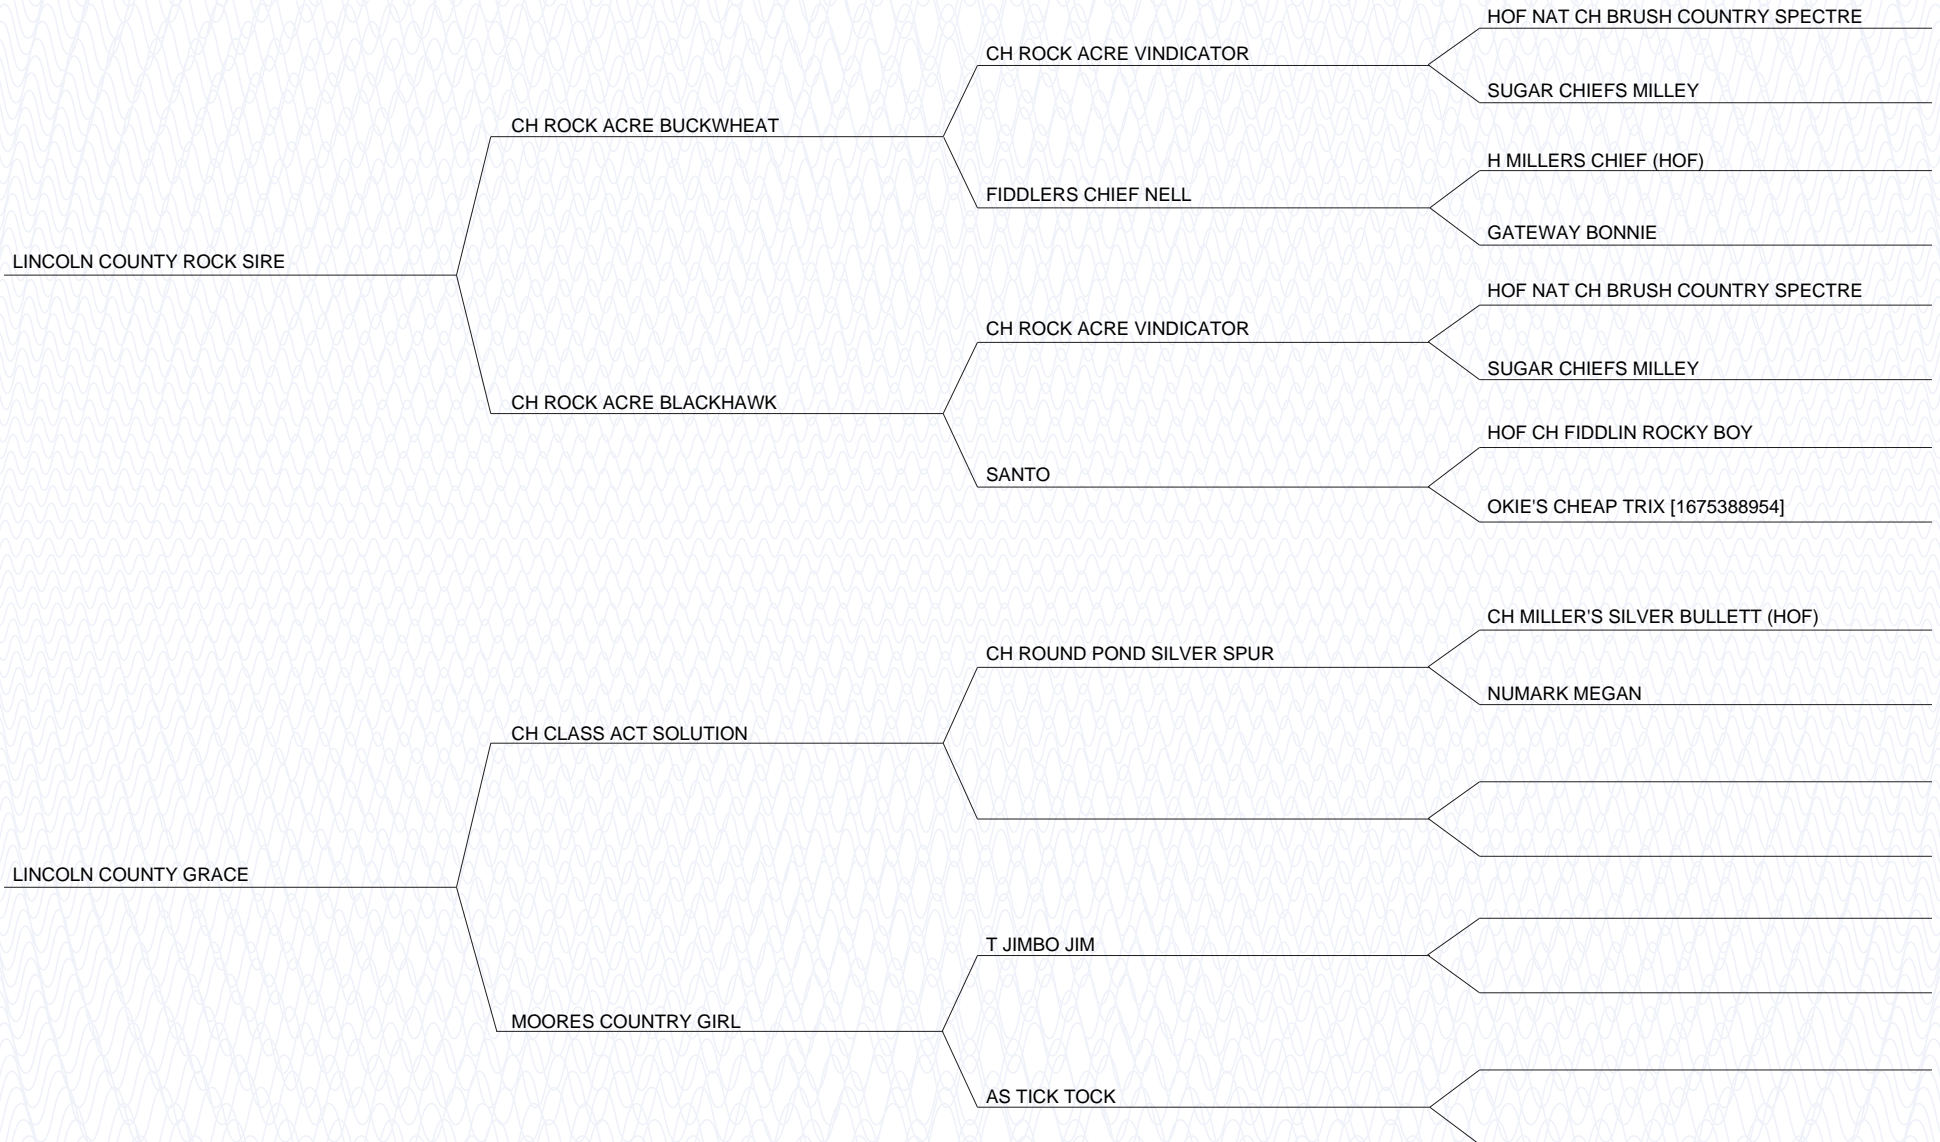 HOF NAT CH BRUSH COUNTRY SPECTRE
CH ROCK ACRE VINDICATOR
SUGAR CHIEFS MILLEY
CH ROCK ACRE BUCKWHEAT
H MILLERS CHIEF (HOF)
FIDDLERS CHIEF NELL
GATEWAY BONNIE
LINCOLN COUNTY ROCK SIRE
HOF NAT CH BRUSH COUNTRY SPECTRE
CH ROCK ACRE VINDICATOR
SUGAR CHIEFS MILLEY
CH ROCK ACRE BLACKHAWK
HOF CH FIDDLIN ROCKY BOY
SANTO
OKIE'S CHEAP TRIX [1675388954]
CH MILLER'S SILVER BULLETT (HOF)
CH ROUND POND SILVER SPUR
NUMARK MEGAN
CH CLASS ACT SOLUTION
LINCOLN COUNTY GRACE
T JIMBO JIM
MOORES COUNTRY GIRL
AS TICK TOCK